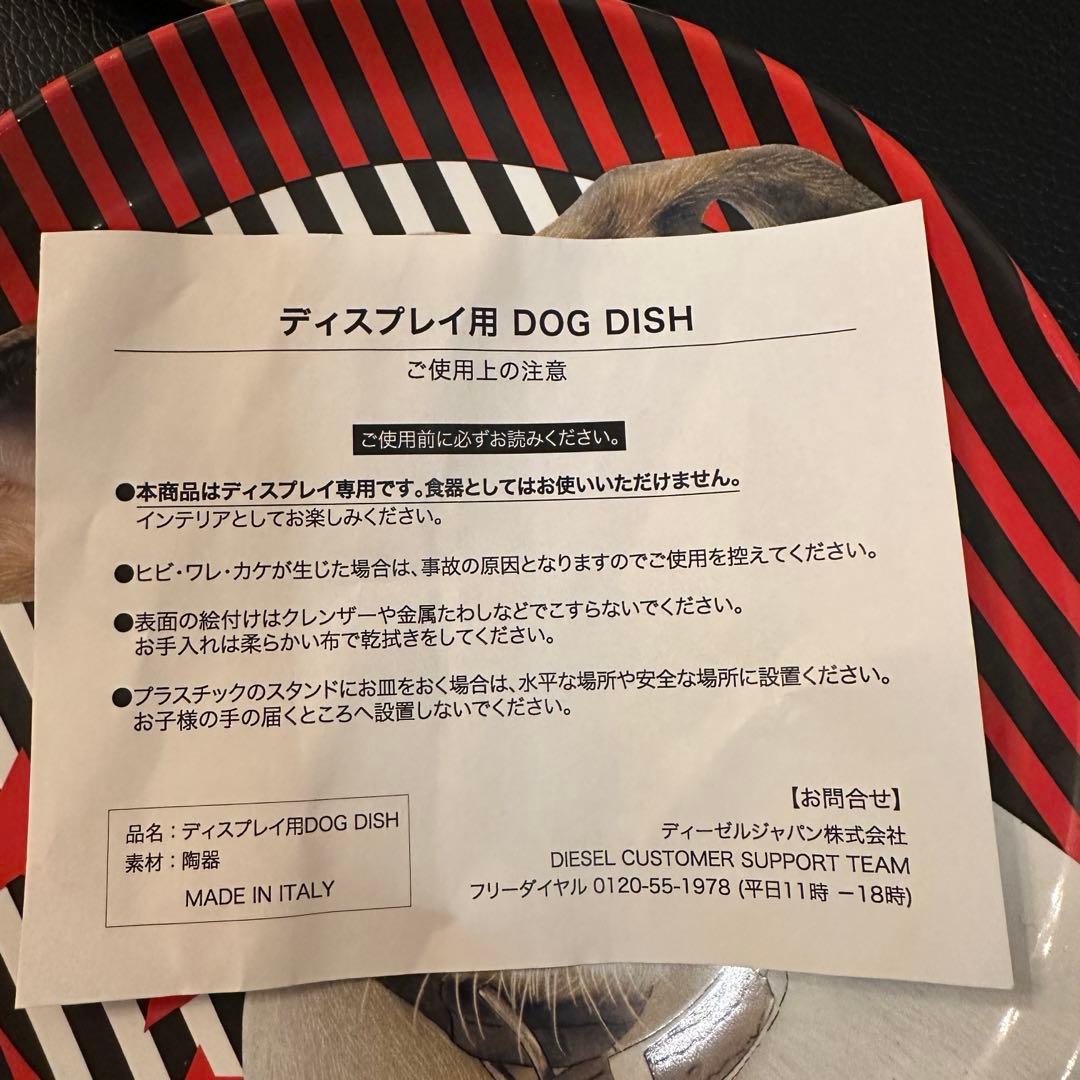 ディスプレイ用 DOG DISH
ご使用上の注意
ご使用前に必ずお読みください。
●本商品はディスプレイ専用です。食器としてはお使いいただけません。
インテリアとしてお楽しみください。
●ヒビ・ワレ・カケが生じた場合は、事故の原因となりますのでご使用を控えてください。
●表面の絵付けはクレンザーや金属たわしなどでこすらないでください。
お手入れは柔らかい布で乾拭きをしてください。
●プラスチックのスタンドにお皿をおく場合は、水平な場所や安全な場所に設置ください。
お子様の手の届くところへ設置しないでください。
品名：ディスプレイ用DOG DISH
素材：陶器
MADE IN ITALY
【お問合せ】
ディーゼルジャパン株式会社
DIESEL CUSTOMER SUPPORT TEAM
フリーダイヤル 0120-55-1978 (平日11時 －18時)